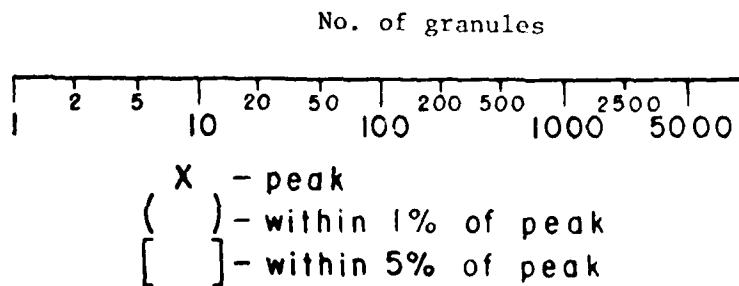 No. of granules
2 5 20 50 200 500 2500
1 10 100 1000 5000
X - peak
( ) - within 1% of peak
[ ] - within 5% of peak